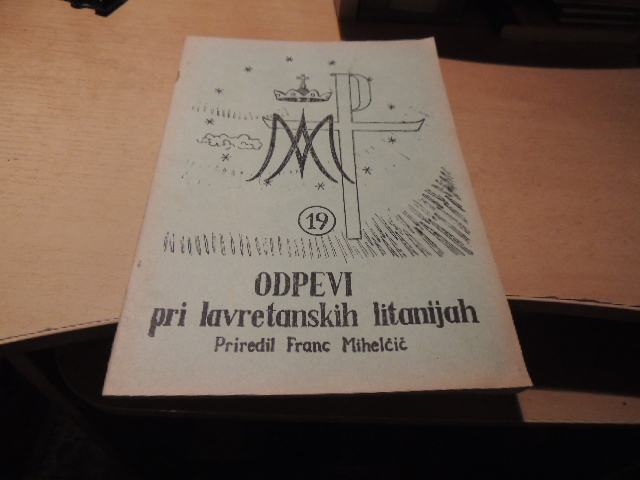 19
ODPEVI
pri lavretanskih litanijah
Priredil Franc Mihelčič